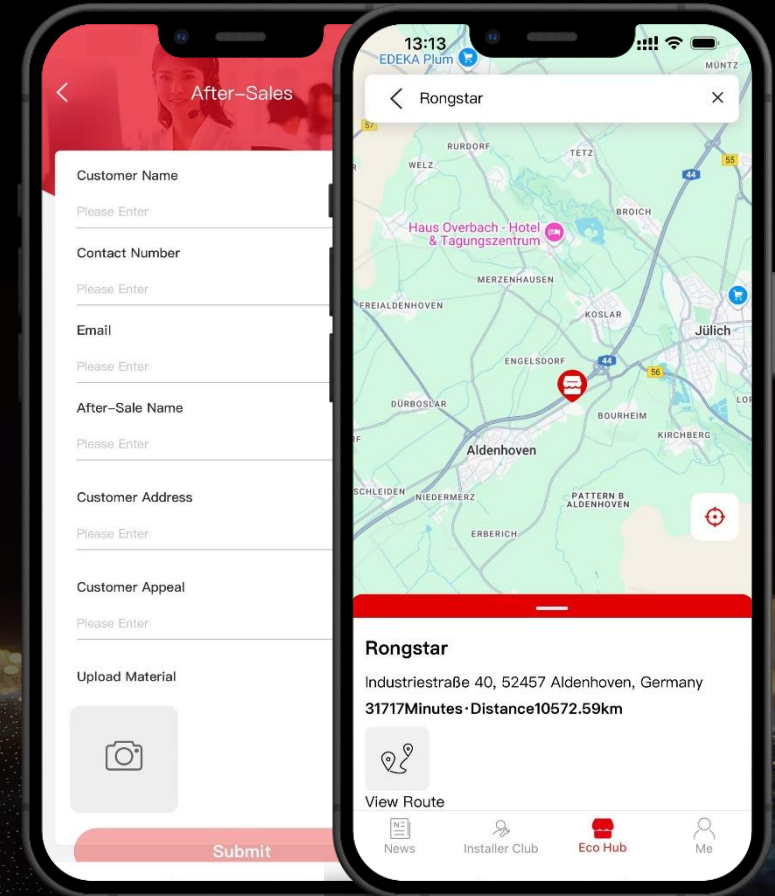 After-Sales
Customer Name
Please Enter
Contact Number
Please Enter
Email
Please Enter
After-Sale Name
Please Enter
Customer Address
Please Enter
Customer Appeal
Please Enter
Upload Material
Submit
13:13
EDEKA
MÜNTZ
Rongstar
57
RURDORF
TETZ
55
WELZ
44
BROICH
Haus Overbach - Hotel
& Tagungszentrum
MERZENHAUSEN
FREIALDENHOVEN
KOSLAR
Jülich
ENGELSDORF
44
56
DÜRBOSLAR
BOURHEIM
KIRCHBERG
Aldenhoven
SCHLEIDEN
NIEDERMERZ
PATTERN B
ALDENHOVEN
ERBERICH
Rongstar
Industriestraße 40, 52457 Aldenhoven, Germany
31717Minutes·Distance10572.59km
View Route
News
Installer Club
Eco Hub
Me